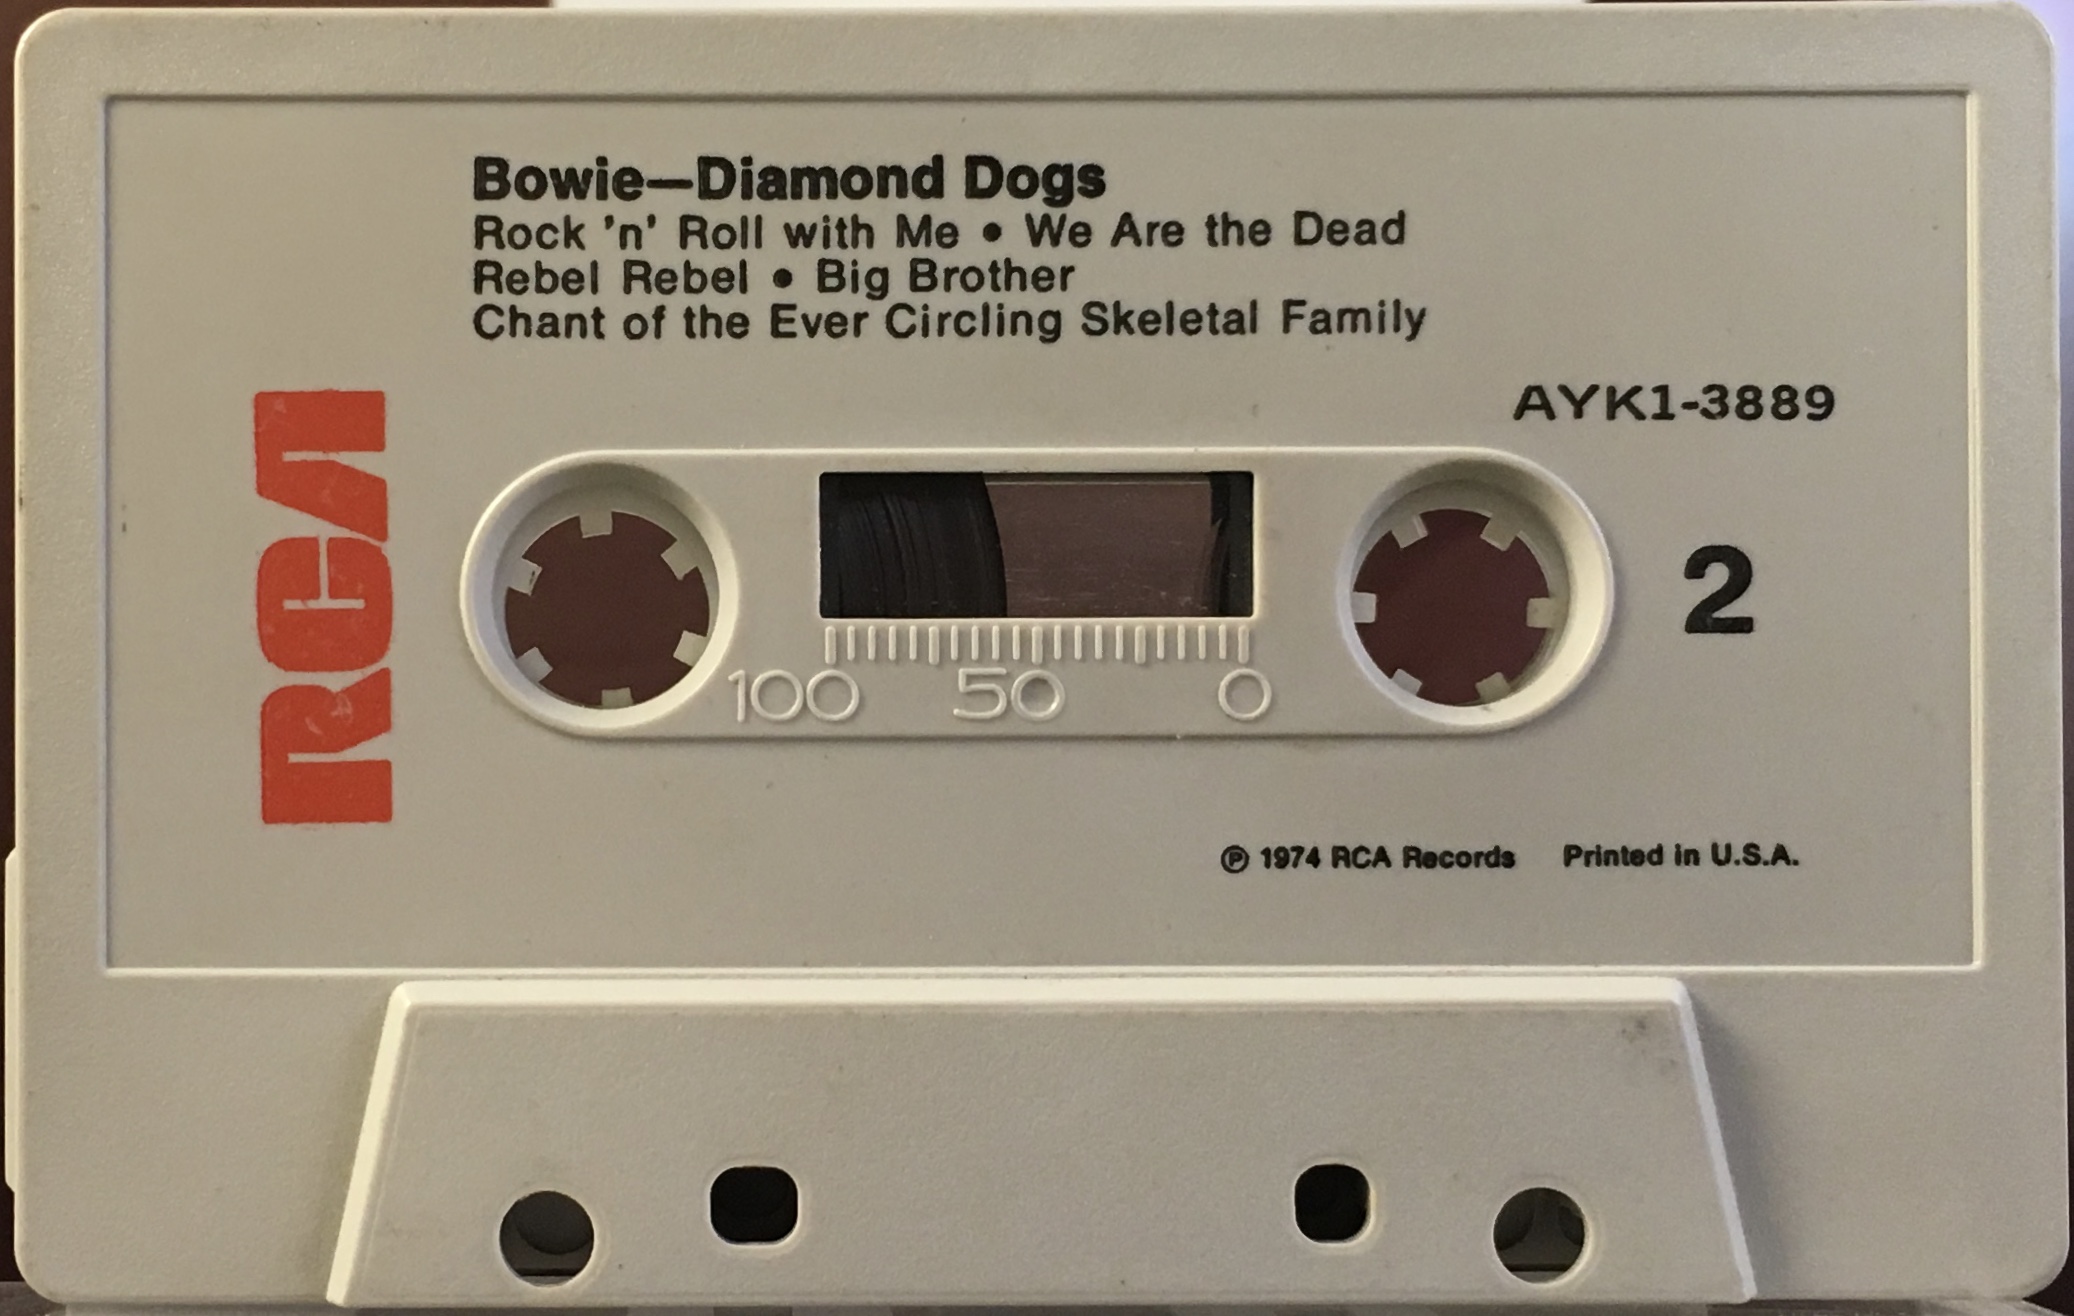 Bowie—Diamond Dogs
Rock 'n' Roll with Me • We Are the Dead
Rebel Rebel • Big Brother
Chant of the Ever Circling Skeletal Family
AYK1-3889
RCA
2
100 50 0
℗ 1974 RCA Records Printed in U.S.A.